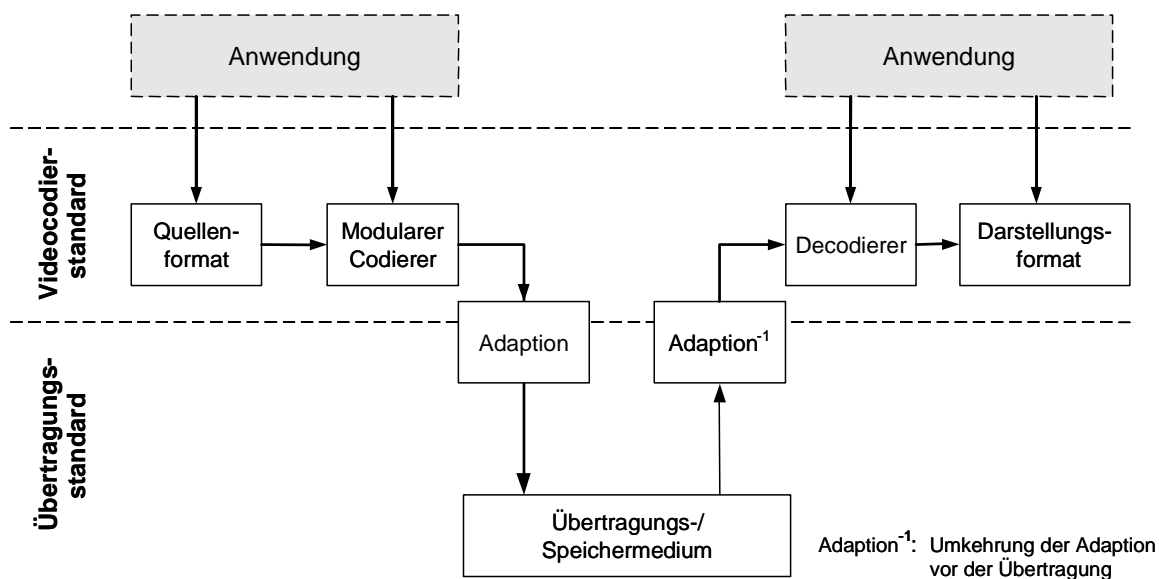 Anwendung
Anwendung
Videocodier-
standard
Quellen-
format
Modularer
Codierer
Decodierer
Darstellungs-
format
Adaption
Adaption-1
Übertragungs-
standard
Übertragungs-/
Speichermedium
Adaption-1: Umkehrung der Adaption
vor der Übertragung